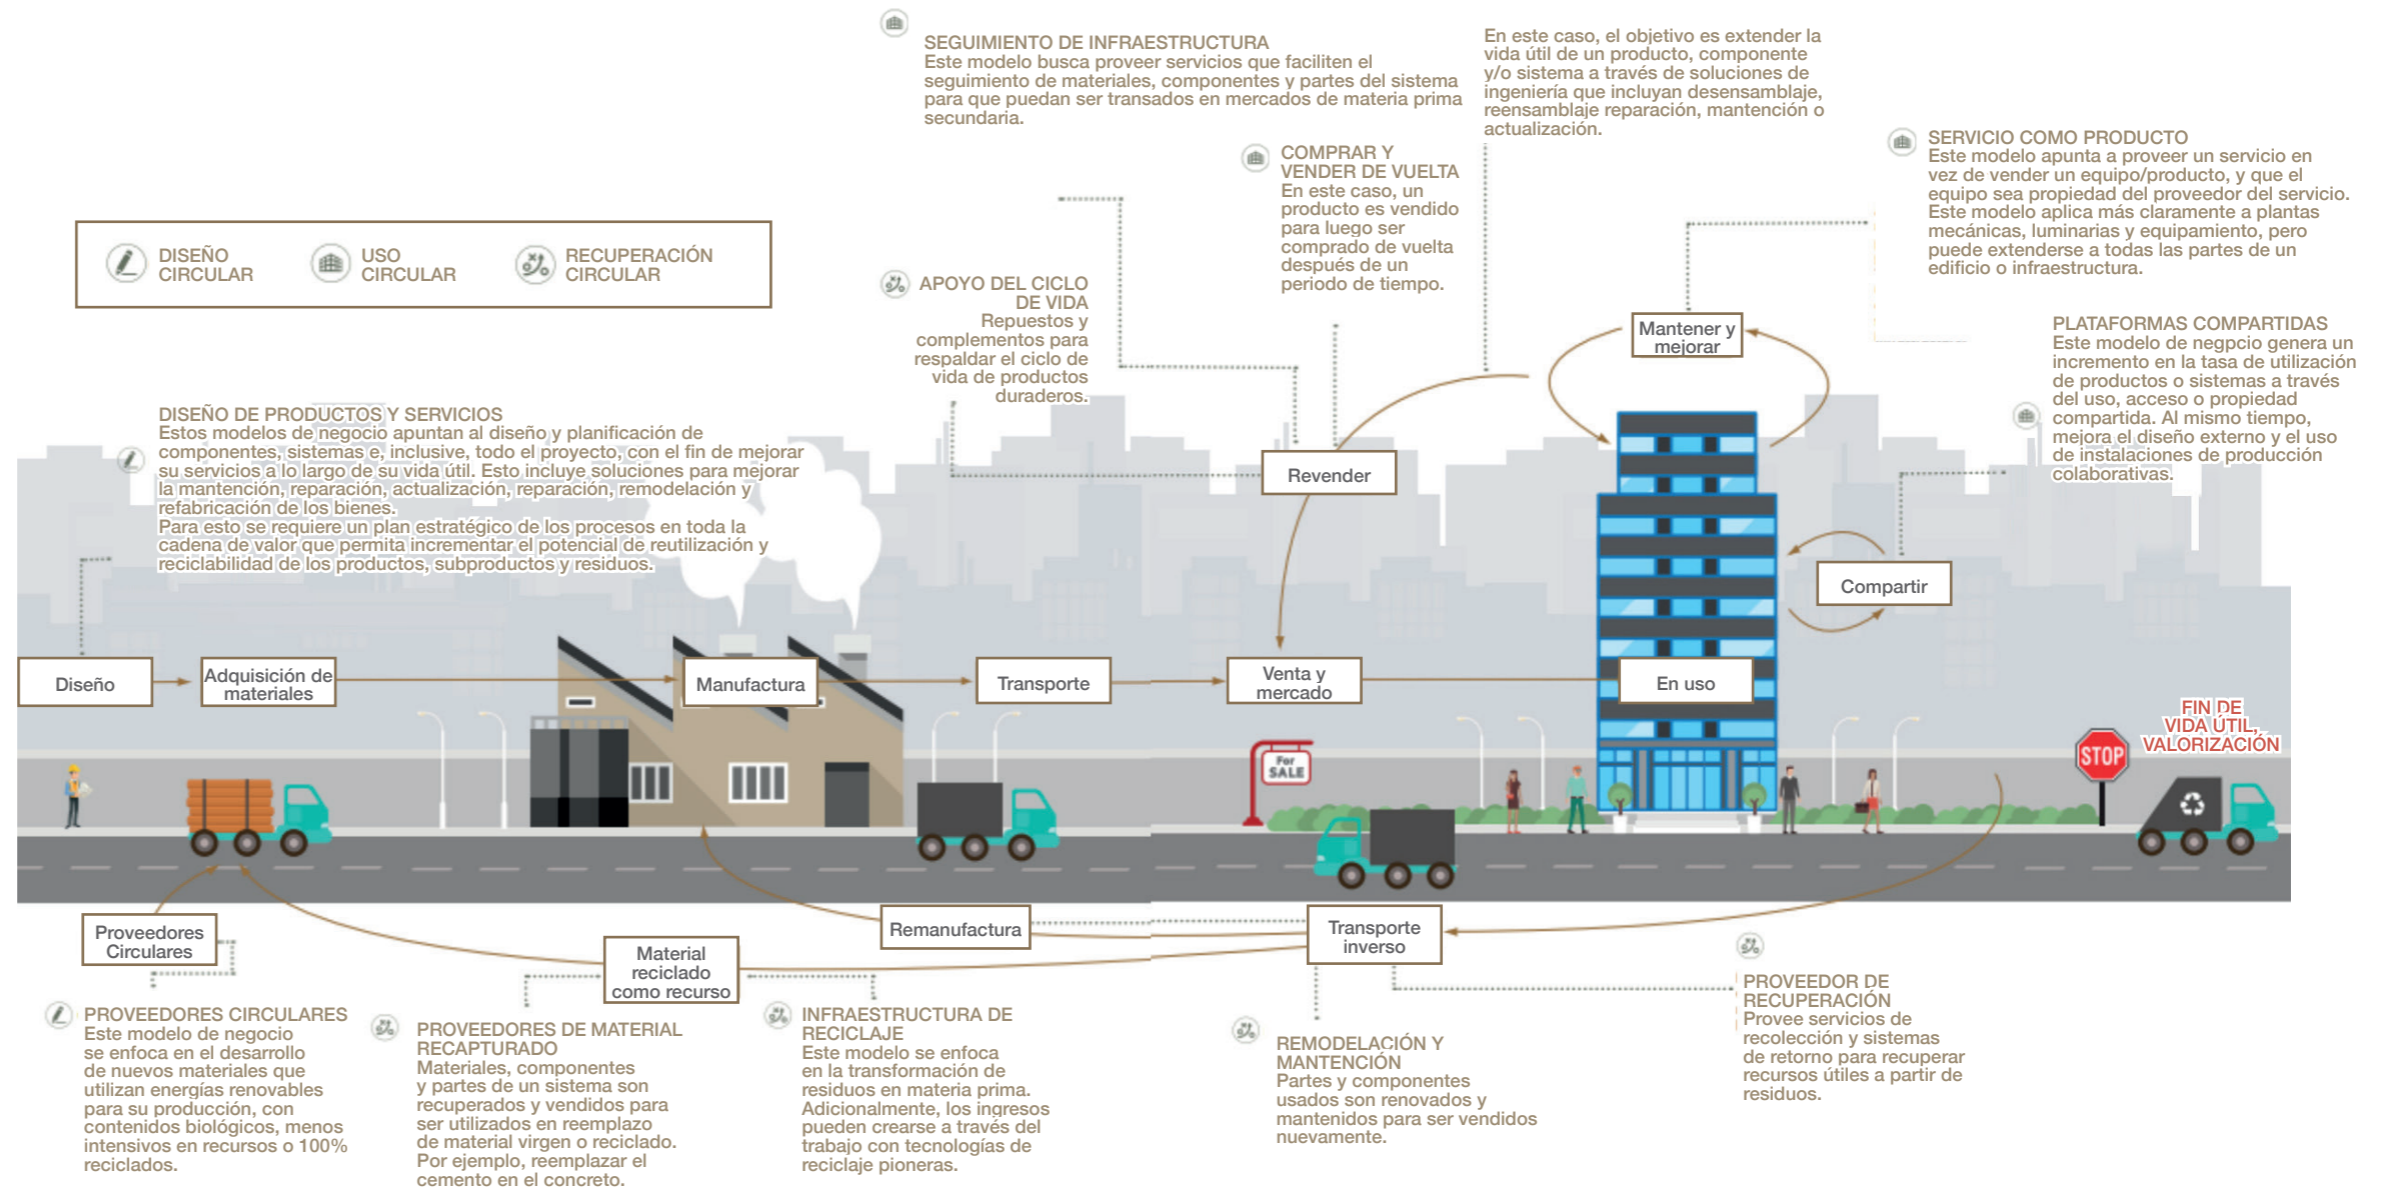 SEGUIMIENTO DE INFRAESTRUCTURA
Este modelo busca proveer servicios que faciliten el
seguimiento de materiales, componentes y partes del sistema
para que puedan ser transados en mercados de materia prima
secundaria.
En este caso, el objetivo es extender la
vida útil de un producto, componente
y/o sistema a través de soluciones de
ingeniería que incluyan desensamblaje,
reensamblaje reparación, mantención o
actualización.
COMPRAR Y
VENDER DE VUELTA
En este caso, un
producto es vendido
para luego ser
comprado de vuelta
después de un
periodo de tiempo.
SERVICIO COMO PRODUCTO
Este modelo apunta a proveer un servicio en
vez de vender un equipo/producto, y que el
equipo sea propiedad del proveedor del servicio.
Este modelo aplica más claramente a plantas
mecánicas, luminarias y equipamiento, pero
puede extenderse a todas las partes de un
edificio o infraestructura.
DISEÑO
CIRCULAR
USO
CIRCULAR
RECUPERACIÓN
CIRCULAR
APOYO DEL CICLO
DE VIDA
Repuestos y
complementos para
respaldar el ciclo de
vida de productos
duraderos.
Mantener y
mejorar
PLATAFORMAS COMPARTIDAS
Este modelo de negpcio genera un
incremento en la tasa de utilización
de productos o sistemas a través
del uso, acceso o propiedad
compartida. Al mismo tiempo,
mejora el diseño externo y el uso
de instalaciones de producción
colaborativas.
DISEÑO DE PRODUCTOS Y SERVICIOS
Estos modelos de negocio apuntan al diseño y planificación de
componentes, sistemas e, inclusive, todo el proyecto, con el fin de mejorar
su servicios a lo largo de su vida útil. Esto incluye soluciones para mejorar
la mantención, reparación, actualización, reparación, remodelación y
refabricación de los bienes.
Para esto se requiere un plan estratégico de los procesos en toda la
cadena de valor que permita incrementar el potencial de reutilización y
reciclabilidad de los productos, subproductos y residuos.
Revender
Compartir
Diseño
Adquisición de
materiales
Manufactura
Transporte
Venta y
mercado
En uso
FIN DE
VIDA ÚTIL,
VALORIZACIÓN
STOP
For
SALE
Proveedores
Circulares
Material
reciclado
como recurso
Remanufactura
Transporte
inverso
PROVEEDORES CIRCULARES
Este modelo de negocio
se enfoca en el desarrollo
de nuevos materiales que
utilizan energías renovables
para su producción, con
contenidos biológicos, menos
intensivos en recursos o 100%
reciclados.
PROVEEDORES DE MATERIAL
RECAPTURADO
Materiales, componentes
y partes de un sistema son
recuperados y vendidos para
ser utilizados en reemplazo
de material virgen o reciclado.
Por ejemplo, reemplazar el
cemento en el concreto.
INFRAESTRUCTURA DE
RECICLAJE
Este modelo se enfoca
en la transformación de
residuos en materia prima.
Adicionalmente, los ingresos
pueden crearse a través del
trabajo con tecnologías de
reciclaje pioneras.
REMODELACIÓN Y
MANTENCIÓN
Partes y componentes
usados son renovados y
mantenidos para ser vendidos
nuevamente.
PROVEEDOR DE
RECUPERACIÓN
Provee servicios de
recolección y sistemas
de retorno para recuperar
recursos útiles a partir de
residuos.